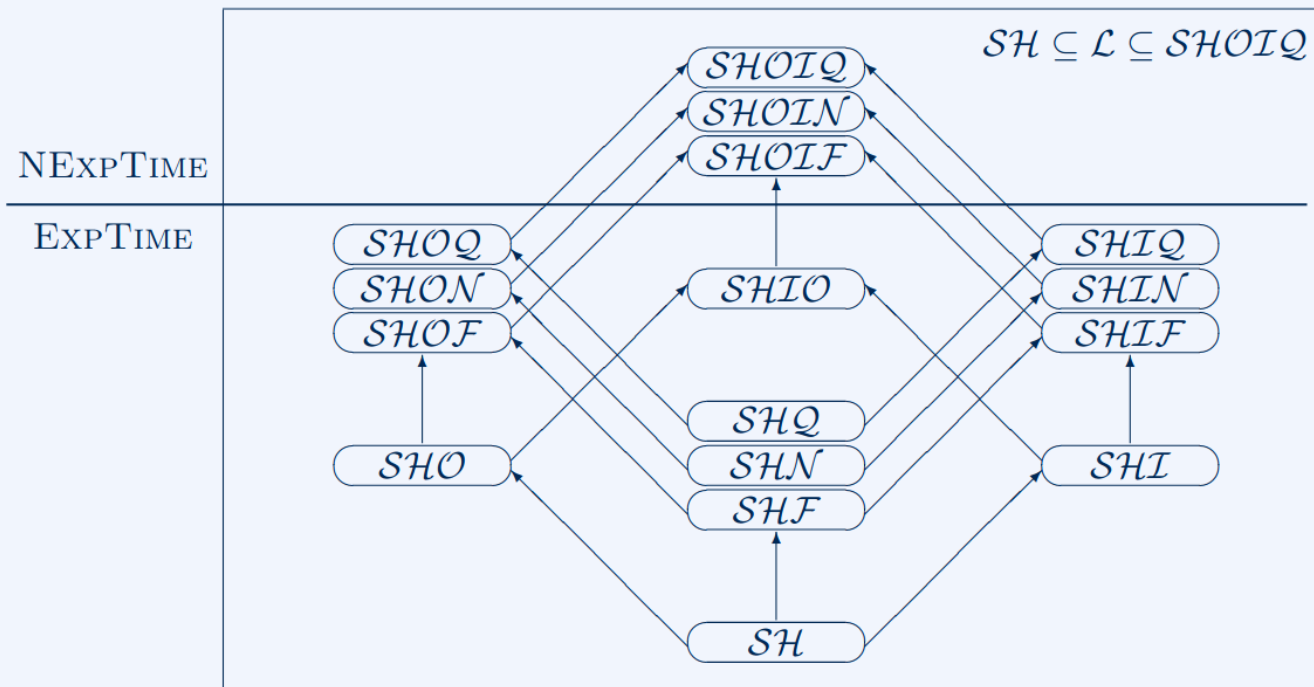 𝒮ℋ ⊆ ℒ ⊆ 𝒮ℋ𝒪ℐ𝒬
𝒮ℋ𝒪ℐ𝒬
𝒮ℋ𝒪ℐ𝒩
𝒮ℋ𝒪ℐℱ
NEXPTIME
EXPTIME
𝒮ℋ𝒪𝒬
𝒮ℋℐ𝒬
𝒮ℋ𝒪𝒩
𝒮ℋℐ𝒪
𝒮ℋℐ𝒩
𝒮ℋ𝒪ℱ
𝒮ℋℐℱ
𝒮ℋ𝒬
𝒮ℋ𝒪
𝒮ℋ𝒩
𝒮ℋℐ
𝒮ℋℱ
𝒮ℋ